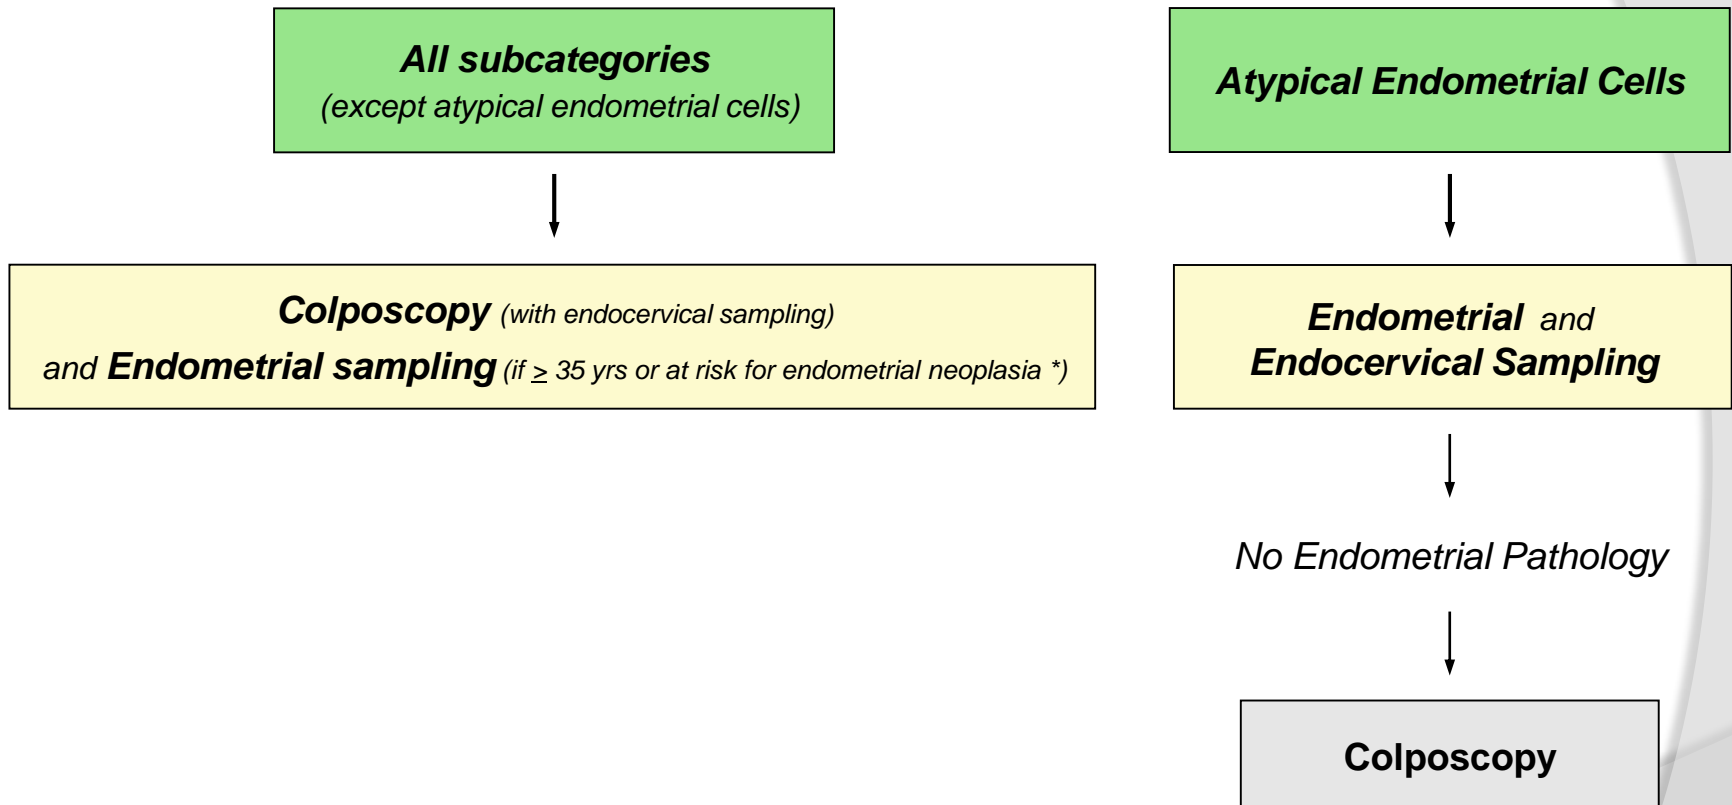 All subcategories
(except atypical endometrial cells)
Atypical Endometrial Cells
Colposcopy (with endocervical sampling)
and Endometrial sampling (if ≥ 35 yrs or at risk for endometrial neoplasia *)
Endometrial and
Endocervical Sampling
No Endometrial Pathology
Colposcopy